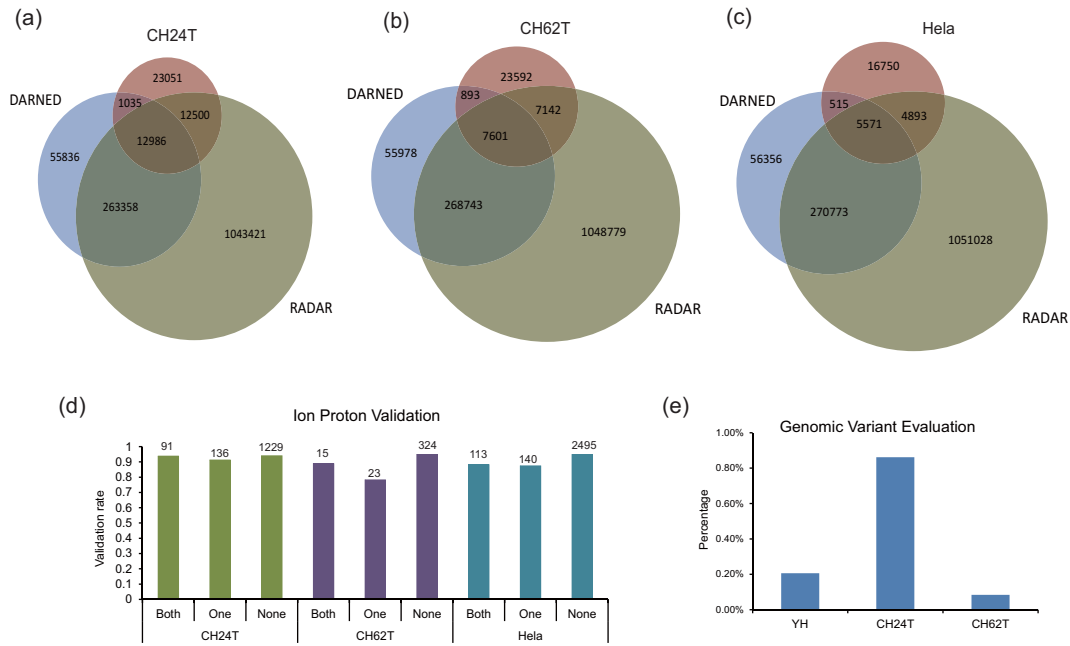 (a)
CH24T
23051
DARNED
1035
12500
12986
55836
263358
1043421
RADAR
(b)
CH62T
23592
DARNED
893
7142
7601
55978
268743
1048779
RADAR
(c)
Hela
16750
DARNED
515
4893
5571
56356
270773
1051028
RADAR
(d)
Ion Proton Validation
Validation rate
1
0.9
0.8
0.7
0.6
0.5
0.4
0.3
0.2
0.1
0
91
136
1229
15
23
324
113
140
2495
Both One None Both One None Both One None
CH24T CH62T Hela
(e)
Genomic Variant Evaluation
Percentage
1.00%
0.80%
0.60%
0.40%
0.20%
0.00%
YH CH24T CH62T